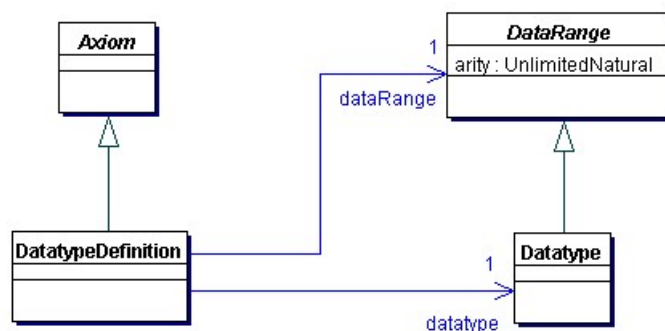 Axiom
DataRange
arity : UnlimitedNatural
1
dataRange
DatatypeDefinition
Datatype
1
datatype